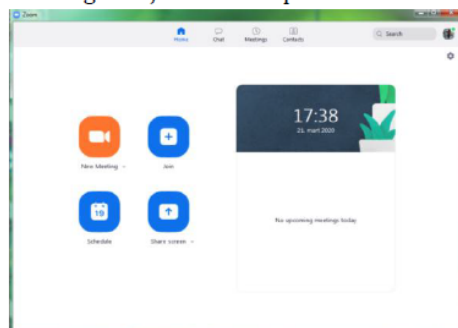 Zoom
Home Chat Meetings Contacts
Search
17:38
21. mart 2020
New Meeting
Join
19
Schedule
Share screen
No upcoming meetings today